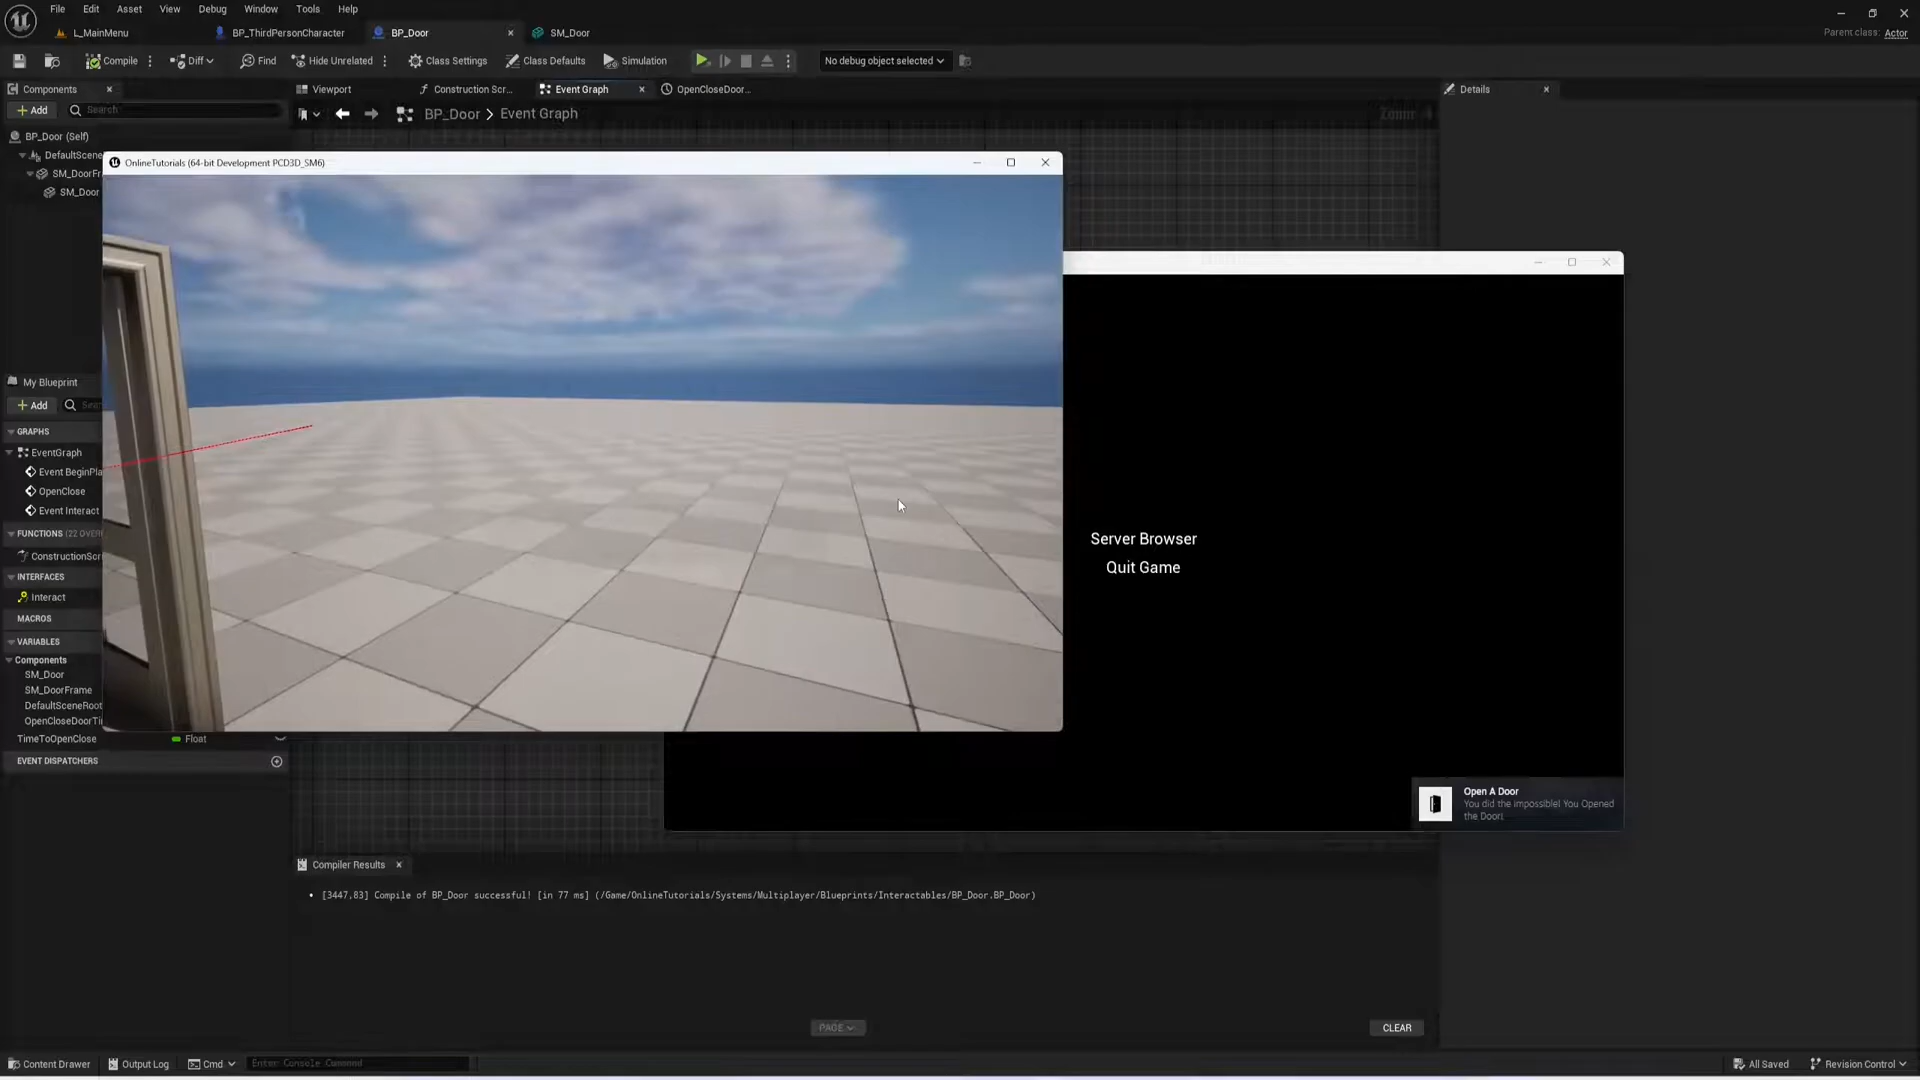 File Edit Asset View Debug Window Tools Help
L_MainMenu BP_ThirdPersonCharacter BP_Door SM_Door
Parent class: Actor
Compile Diff Find Hide Unrelated Class Settings Class Defaults Simulation No debug object selected
Components Viewport Construction Scr... Event Graph OpenCloseDoor... Details
Add Search BP_Door > Event Graph
BP_Door (Self)
DefaultScene
SM_DoorFr
SM_Door
OnlineTutorials (64-bit Development PCD3D_SM6)
My Blueprint
Add
GRAPHS
EventGraph
Event BeginPla
OpenClose
Event Interact
FUNCTIONS (22 OVERR
ConstructionScr
INTERFACES
Interact
MACROS
VARIABLES
Components
SM_Door
SM_DoorFrame
DefaultSceneRoot
OpenCloseDoorTi
TimeToOpenClose Float
EVENT DISPATCHERS
Server Browser
Quit Game
Open A Door
You did the impossible! You Opened
the Door!
Compiler Results
[3447,83] Compile of BP_Door successful! [in 77 ms] (/Game/OnlineTutorials/Systems/Multiplayer/Blueprints/Interactables/BP_Door.BP_Door)
PAGE CLEAR
Content Drawer Output Log Cmd Enter Console Command All Saved Revision Control